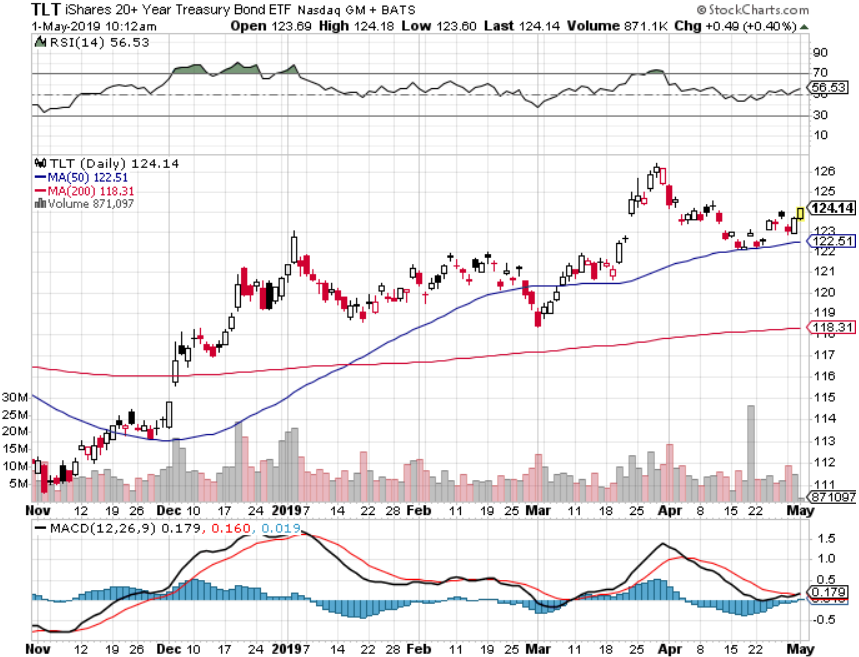 TLT iShares 20+ Year Treasury Bond ETF Nasdaq GM + BATS © StockCharts.com
1-May-2019 10:12am Open 123.69 High 124.18 Low 123.60 Last 124.14 Volume 871.1K Chg +0.49 (+0.40%)
RSI(14) 56.53
90
70
56.53
50
30
10
TLT (Daily) 124.14
MA(50) 122.51
MA(200) 118.31
Volume 871,097
126
125
124.14
123
122.51
122
121
120
119
118.31
117
116
115
114
113
112
111
871097
30M
25M
20M
15M
10M
5M
Nov 12 19 26 Dec 10 17 24 2019 7 14 22 28 Feb 11 19 25 Mar 11 18 25 Apr 8 15 22 May
MACD(12,26,9) 0.179, 0.160, 0.019
1.5
1.0
0.5
0.179
-0.5
Nov 12 19 26 Dec 10 17 24 2019 7 14 22 28 Feb 11 19 25 Mar 11 18 25 Apr 8 15 22 May